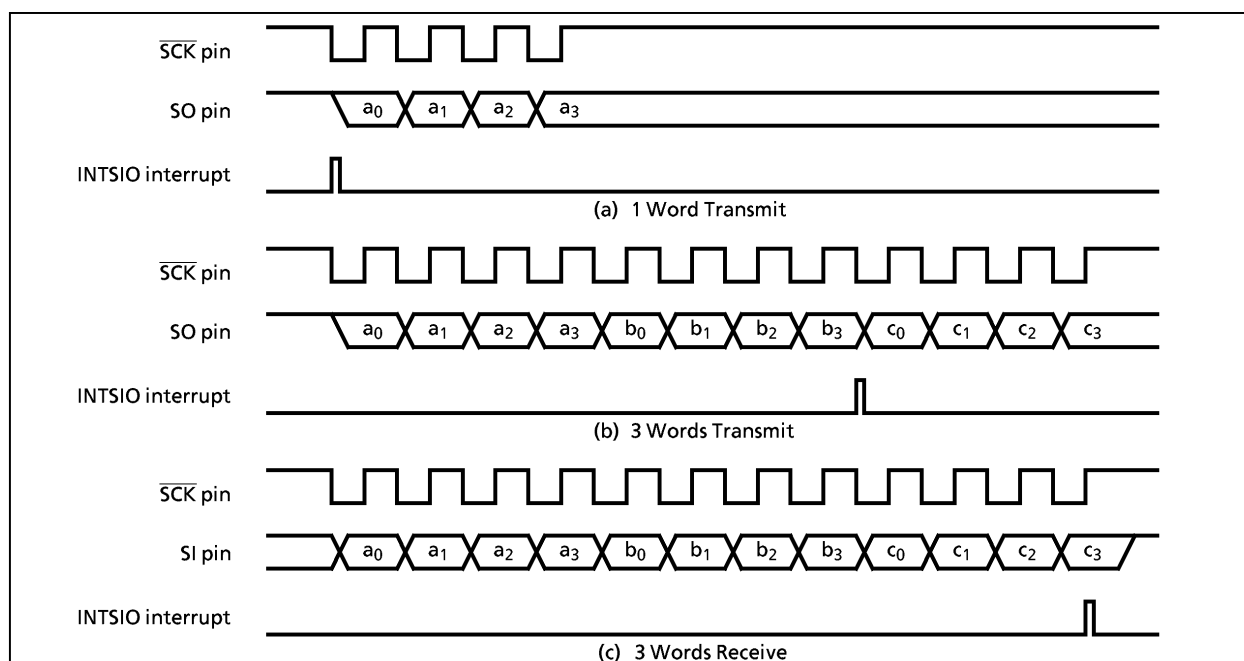 SCK pin
SO pin
a0 a1 a2 a3
INTSIO interrupt
(a) 1 Word Transmit
SCK pin
SO pin
a0 a1 a2 a3 b0 b1 b2 b3 c0 c1 c2 c3
INTSIO interrupt
(b) 3 Words Transmit
SCK pin
SI pin
a0 a1 a2 a3 b0 b1 b2 b3 c0 c1 c2 c3
INTSIO interrupt
(c) 3 Words Receive